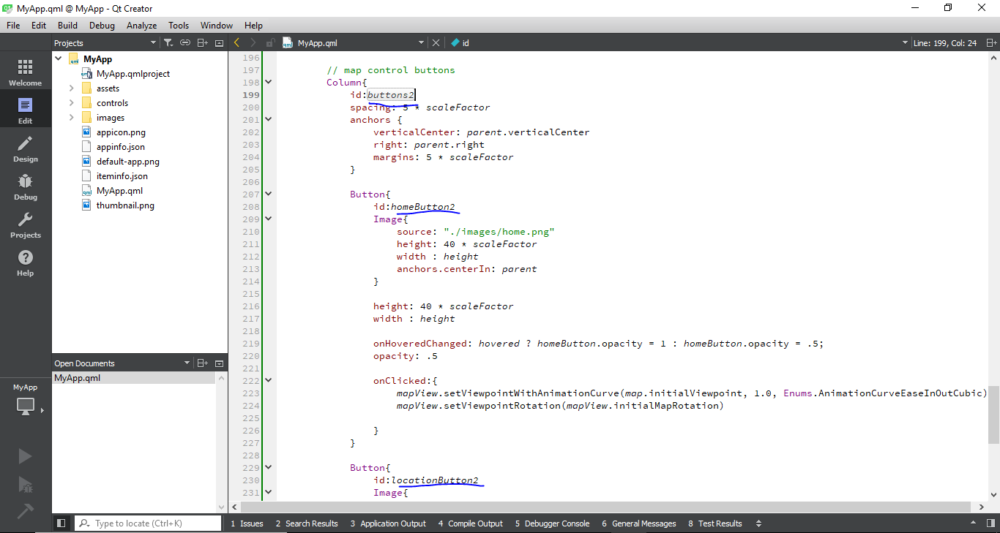 MyApp.qml @ MyApp - Qt Creator
File Edit Build Debug Analyze Tools Window Help
Projects
MyApp.qml
id
Line: 199, Col: 24
Welcome
Edit
Design
Debug
Projects
Help
MyApp
MyApp
MyApp.qmlproject
assets
controls
images
appicon.png
appinfo.json
default-app.png
iteminfo.json
MyApp.qml
thumbnail.png
Open Documents
MyApp.qml
196
197 // map control buttons
198 Column{
199 id:buttons2
200 spacing: 5 * scaleFactor
201 anchors {
202 verticalCenter: parent.verticalCenter
203 right: parent.right
204 margins: 5 * scaleFactor
205 }
206
207 Button{
208 id:homeButton2
209 Image{
210 source: "./images/home.png"
211 height: 40 * scaleFactor
212 width : height
213 anchors.centerIn: parent
214 }
215
216 height: 40 * scaleFactor
217 width : height
218
219 onHoveredChanged: hovered ? homeButton.opacity = 1 : homeButton.opacity = .5;
220 opacity: .5
221
222 onClicked:{
223 mapView.setViewpointWithAnimationCurve(map.initialViewpoint, 1.0, Enums.AnimationCurveEaseInOutCubic)
224 mapView.setViewpointRotation(mapView.initialMapRotation)
225
226 }
227 }
228
229 Button{
230 id:locationButton2
231 Image{
Type to locate (Ctrl+K)
1 Issues 2 Search Results 3 Application Output 4 Compile Output 5 Debugger Console 6 General Messages 8 Test Results